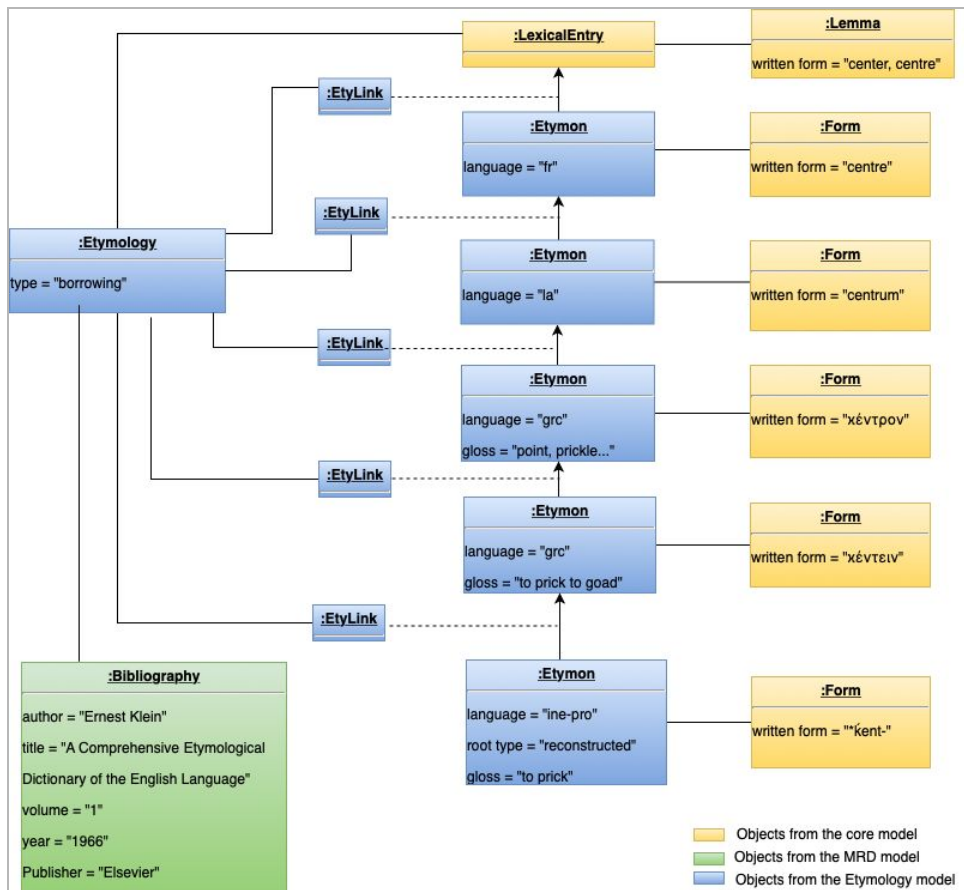 :LexicalEntry
:Lemma
written form = "center, centre"
:EtyLink
:Etymon
language = "fr"
:Form
written form = "centre"
:EtyLink
:Etymology
type = "borrowing"
:Etymon
language = "la"
:Form
written form = "centrum"
:EtyLink
:Etymon
language = "grc"
gloss = "point, prickle..."
:Form
written form = "κέντρον"
:EtyLink
:Etymon
language = "grc"
gloss = "to prick to goad"
:Form
written form = "κέντειν"
:EtyLink
:Bibliography
author = "Ernest Klein"
title = "A Comprehensive Etymological
Dictionary of the English Language"
volume = "1"
year = "1966"
Publisher = "Elsevier"
:Etymon
language = "ine-pro"
root type = "reconstructed"
gloss = "to prick"
:Form
written form = "*ḱent-"
Objects from the core model
Objects from the MRD model
Objects from the Etymology model